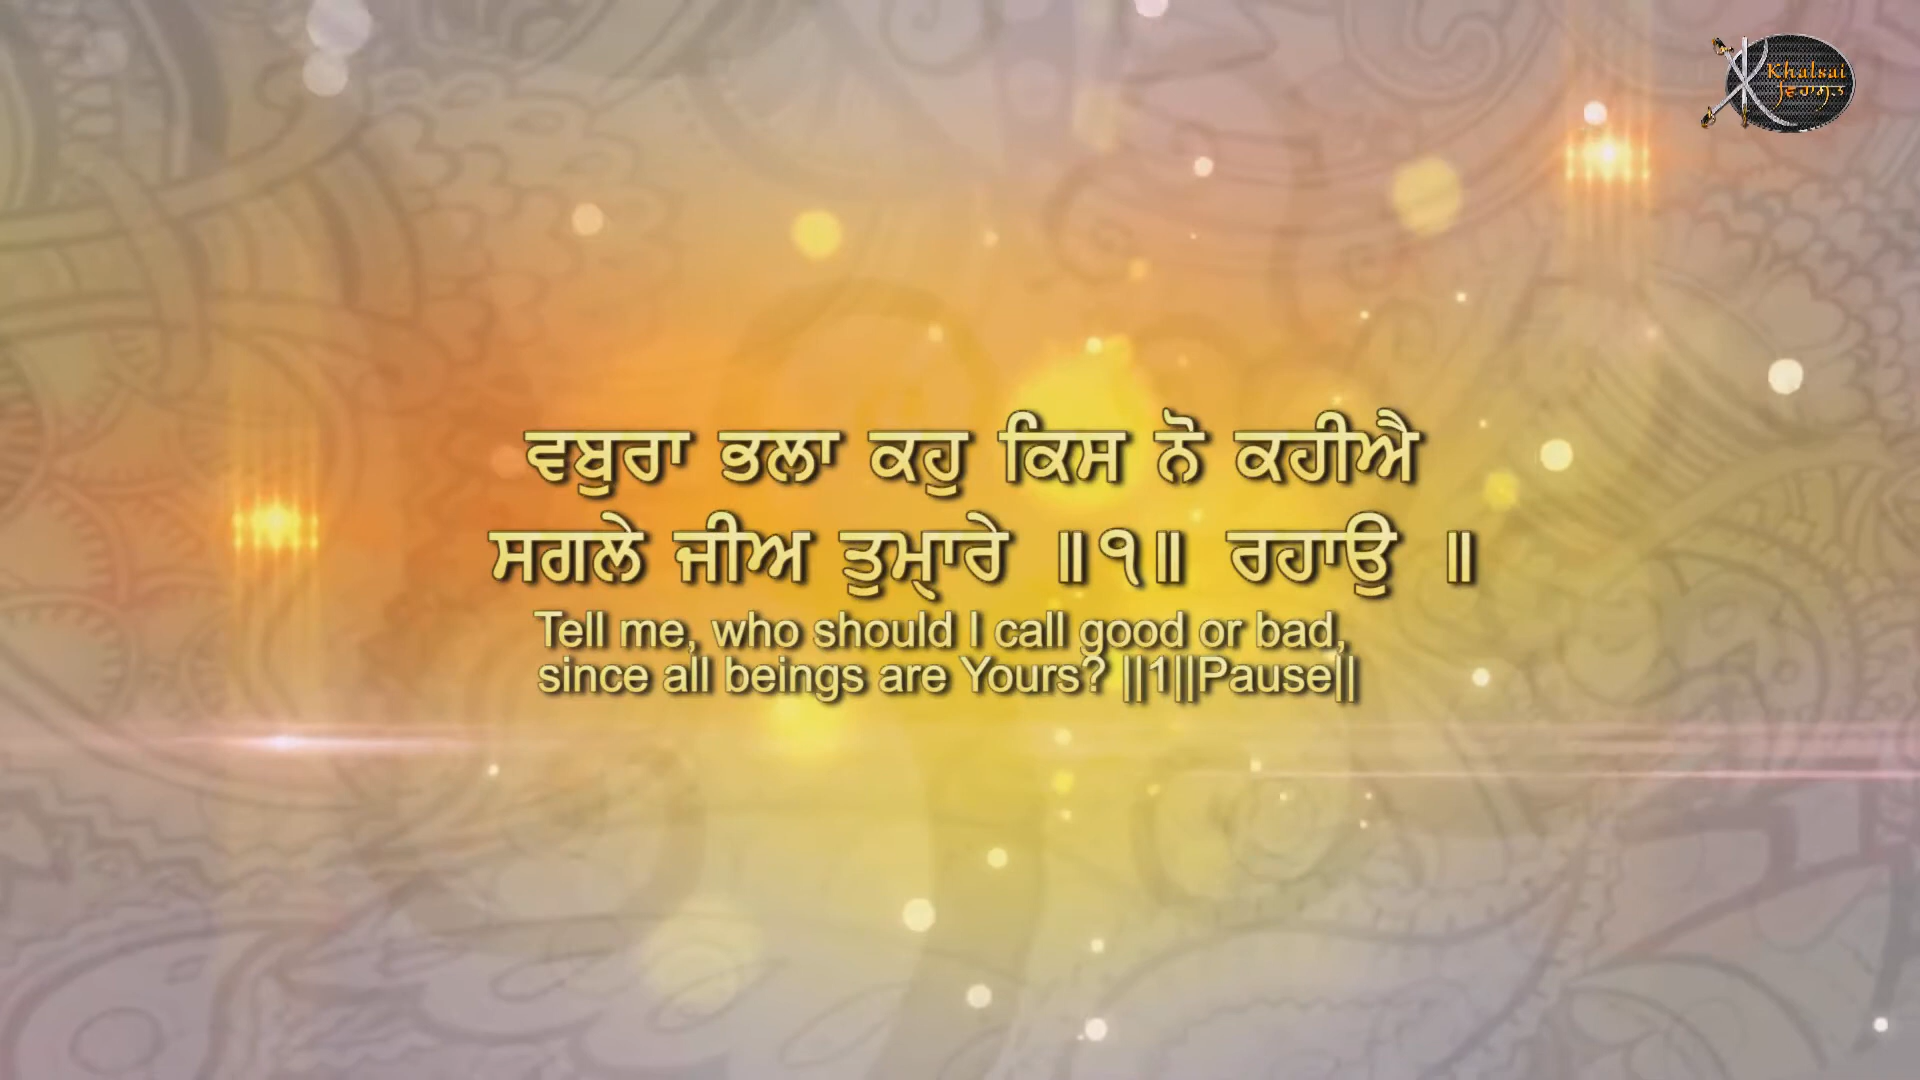 Khalsai
ਵਿਰਾਸਤ
ਵਬੁਰਾ ਭਲਾ ਕਹੁ ਕਿਸ ਨੋ ਕਹੀਐ
ਸਗਲੇ ਜੀਅ ਤੁਮ੍ਹਾਰੇ ॥੧॥ ਰਹਾਉ ॥
Tell me, who should I call good or bad,
since all beings are Yours? ||1||Pause||